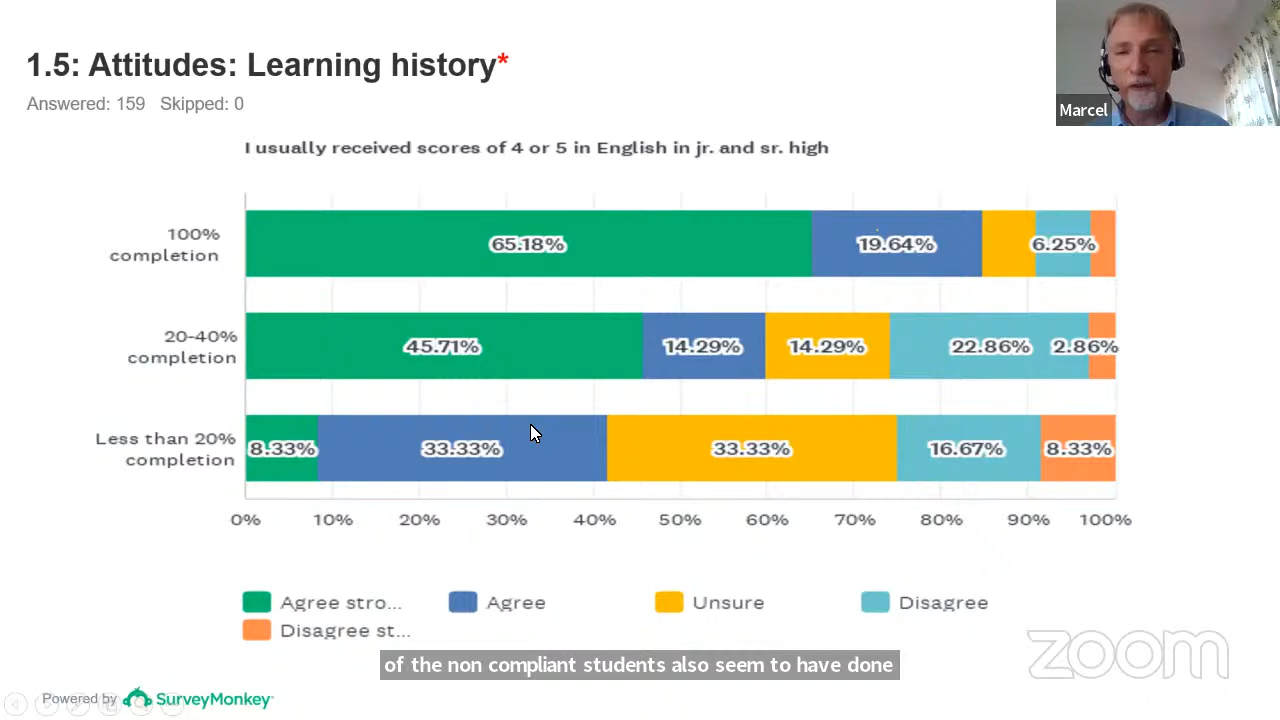 1.5: Attitudes: Learning history*
Answered: 159 Skipped: 0
Marcel
I usually received scores of 4 or 5 in English in jr. and sr. high
100%
completion
65.18%
19.64%
6.25%
20-40%
completion
45.71%
14.29%
14.29%
22.86%
2.86%
Less than 20%
completion
8.33%
33.33%
33.33%
16.67%
8.33%
0%
10%
20%
30%
40%
50%
60%
70%
80%
90%
100%
Agree stro...
Agree
Unsure
Disagree
Disagree st...
zoom
of the non compliant students also seem to have done
Powered by SurveyMonkey